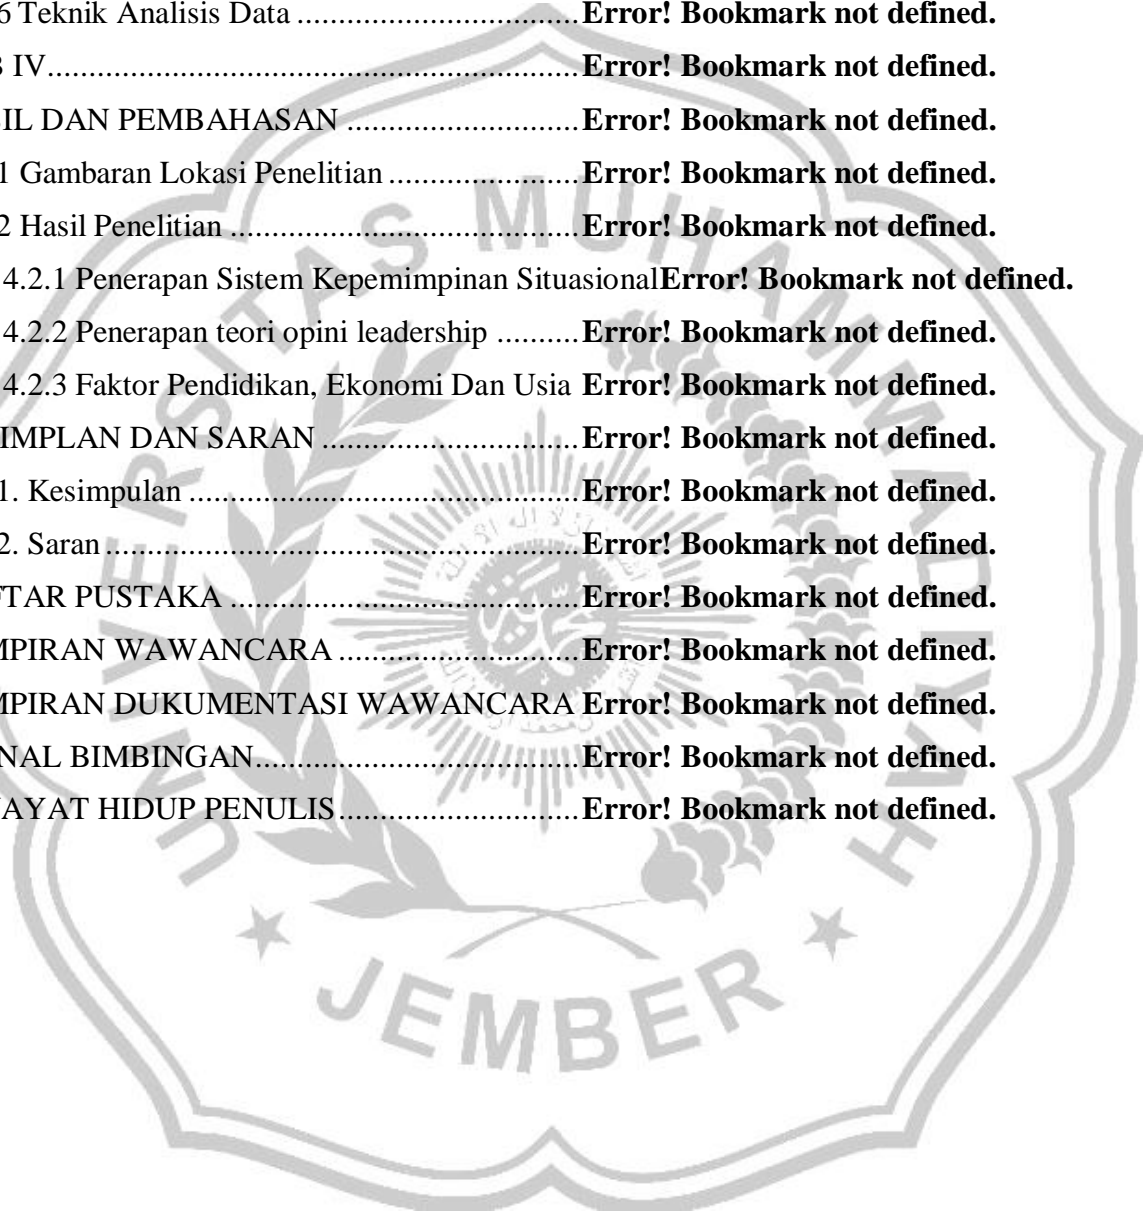 6 Teknik Analisis Data ..................................Error! Bookmark not defined.
B IV................................................................Error! Bookmark not defined.
SIL DAN PEMBAHASAN ............................Error! Bookmark not defined.
1 Gambaran Lokasi Penelitian .......................Error! Bookmark not defined.
2 Hasil Penelitian ..........................................Error! Bookmark not defined.
4.2.1 Penerapan Sistem Kepemimpinan SituasionalError! Bookmark not defined.
4.2.2 Penerapan teori opini leadership ..........Error! Bookmark not defined.
4.2.3 Faktor Pendidikan, Ekonomi Dan Usia Error! Bookmark not defined.
IMPLAN DAN SARAN ...............................Error! Bookmark not defined.
1. Kesimpulan ...............................................Error! Bookmark not defined.
2. Saran .........................................................Error! Bookmark not defined.
TAR PUSTAKA ..........................................Error! Bookmark not defined.
MPIRAN WAWANCARA .............................Error! Bookmark not defined.
MPIRAN DUKUMENTASI WAWANCARA Error! Bookmark not defined.
NAL BIMBINGAN.......................................Error! Bookmark not defined.
AYAT HIDUP PENULIS.............................Error! Bookmark not defined.
UNIVERSITAS MUHAMMADIYAH
JEMBER